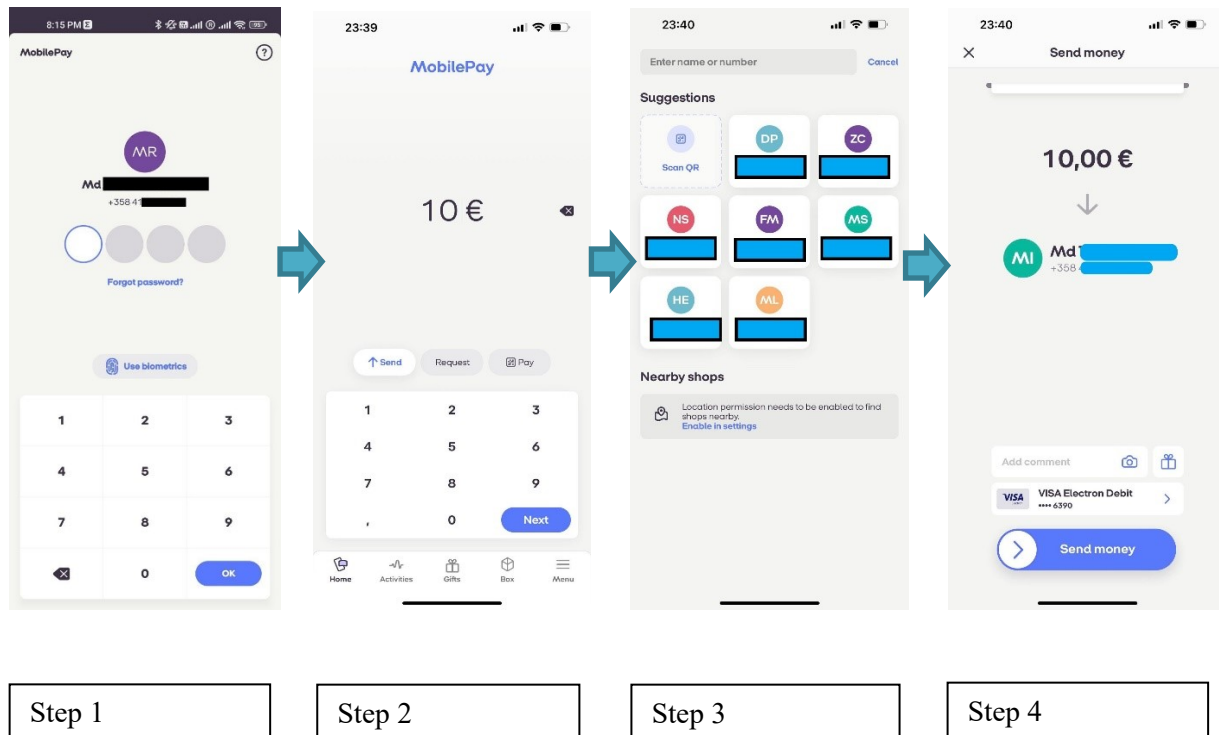 8:15 PM
MobilePay
?
MR
Md
+358 41
Forgot password?
Use biometrics
1 2 3
4 5 6
7 8 9
0 OK
23:39
MobilePay
10 €
Send Request Pay
1 2 3
4 5 6
7 8 9
, 0 Next
Home Activities Gifts Box Menu
23:40
Enter name or number Cancel
Suggestions
Scan QR
DP
ZC
NS
FM
MS
HE
ML
Nearby shops
Location permission needs to be enabled to find
shops nearby.
Enable in settings
23:40
Send money
10,00 €
MI
Md
+358
Add comment
VISA
VISA Electron Debit
•••• 6390
Send money
Step 1
Step 2
Step 3
Step 4